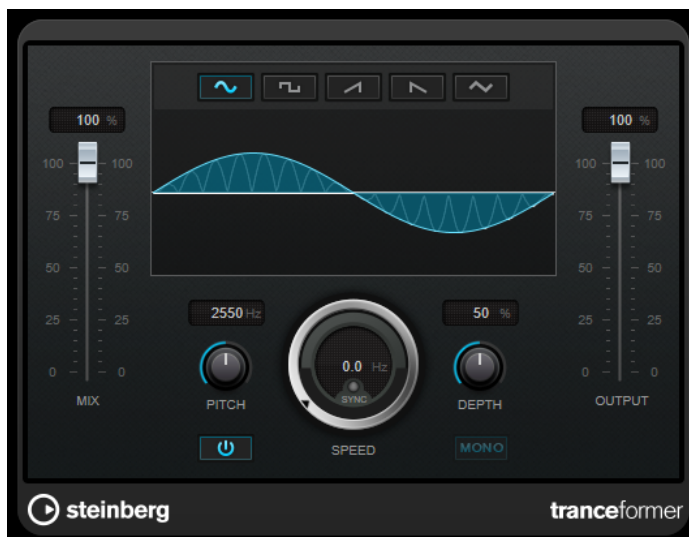 100 %
100 %
100 100
75 75
50 50
25 25
0 0
MIX
100 100
75 75
50 50
25 25
0 0
OUTPUT
2550 Hz
PITCH
0.0 Hz
SYNC
SPEED
50 %
DEPTH
MONO
steinberg
tranceformer